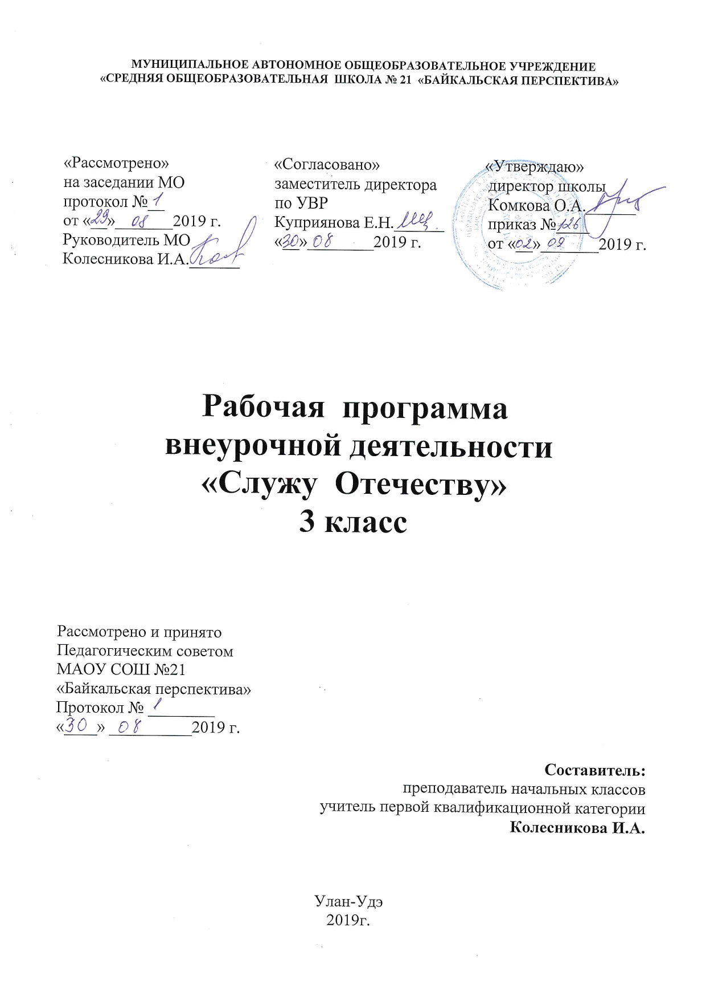 МУНИЦИПАЛЬНОЕ АВТОНОМНОЕ ОБЩЕОБРАЗОВАТЕЛЬНОЕ УЧРЕЖДЕНИЕ
«СРЕДНЯЯ ОБЩЕОБРАЗОВАТЕЛЬНАЯ ШКОЛА № 21 «БАЙКАЛЬСКАЯ ПЕРСПЕКТИВА»
«Рассмотрено»
на заседании МО
протокол № 1
от «29» 08 2019 г.
Руководитель МО
Колесникова И.А.
«Согласовано»
заместитель директора
по УВР
Куприянова Е.Н.
«30» 08 2019 г.
«Утверждаю»
директор школы
Комкова О.А.
приказ № 126
от «02» 09 2019 г.
Рабочая программа
внеурочной деятельности
«Служу Отечеству»
3 класс
Рассмотрено и принято
Педагогическим советом
МАОУ СОШ №21
«Байкальская перспектива»
Протокол № 1
«30» 08 2019 г.
Составитель:
преподаватель начальных классов
учитель первой квалификационной категории
Колесникова И.А.
Улан-Удэ
2019г.